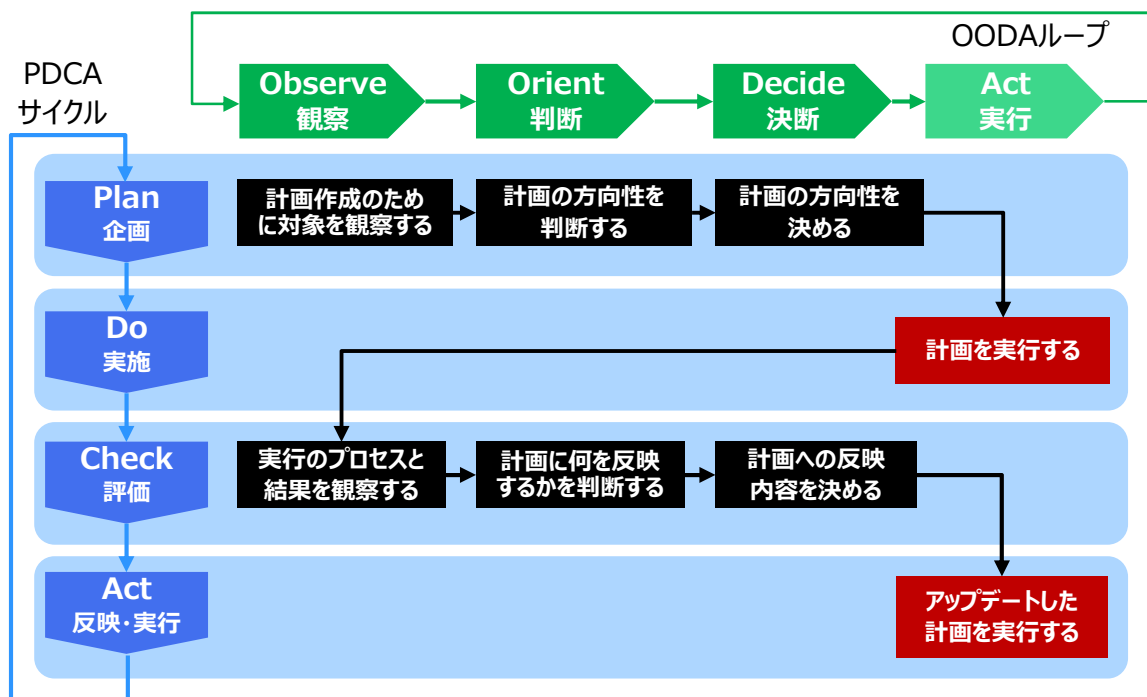 OODAループ
PDCA
サイクル
Observe
観察
Orient
判断
Decide
決断
Act
実行
Plan
企画
計画作成のため
に対象を観察する
計画の方向性を
判断する
計画の方向性を
決める
Do
実施
計画を実行する
Check
評価
実行のプロセスと
結果を観察する
計画に何を反映
するかを判断する
計画への反映
内容を決める
Act
反映・実行
アップデートした
計画を実行する